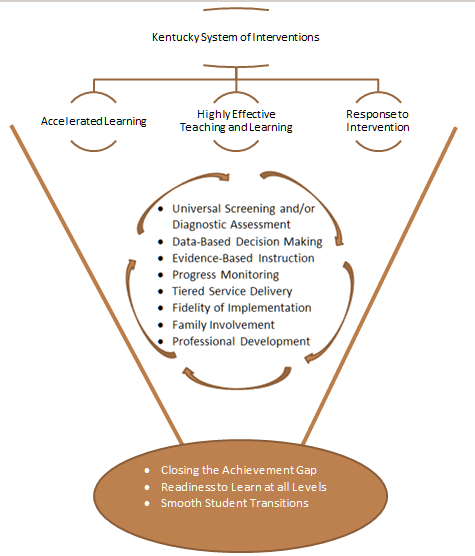 Kentucky System of Interventions
Accelerated Learning
Highly Effective
Teaching and Learning
Response to
Intervention
• Universal Screening and/or
Diagnostic Assessment
• Data-Based Decision Making
• Evidence-Based Instruction
• Progress Monitoring
• Tiered Service Delivery
• Fidelity of Implementation
• Family Involvement
• Professional Development
• Closing the Achievement Gap
• Readiness to Learn at all Levels
• Smooth Student Transitions